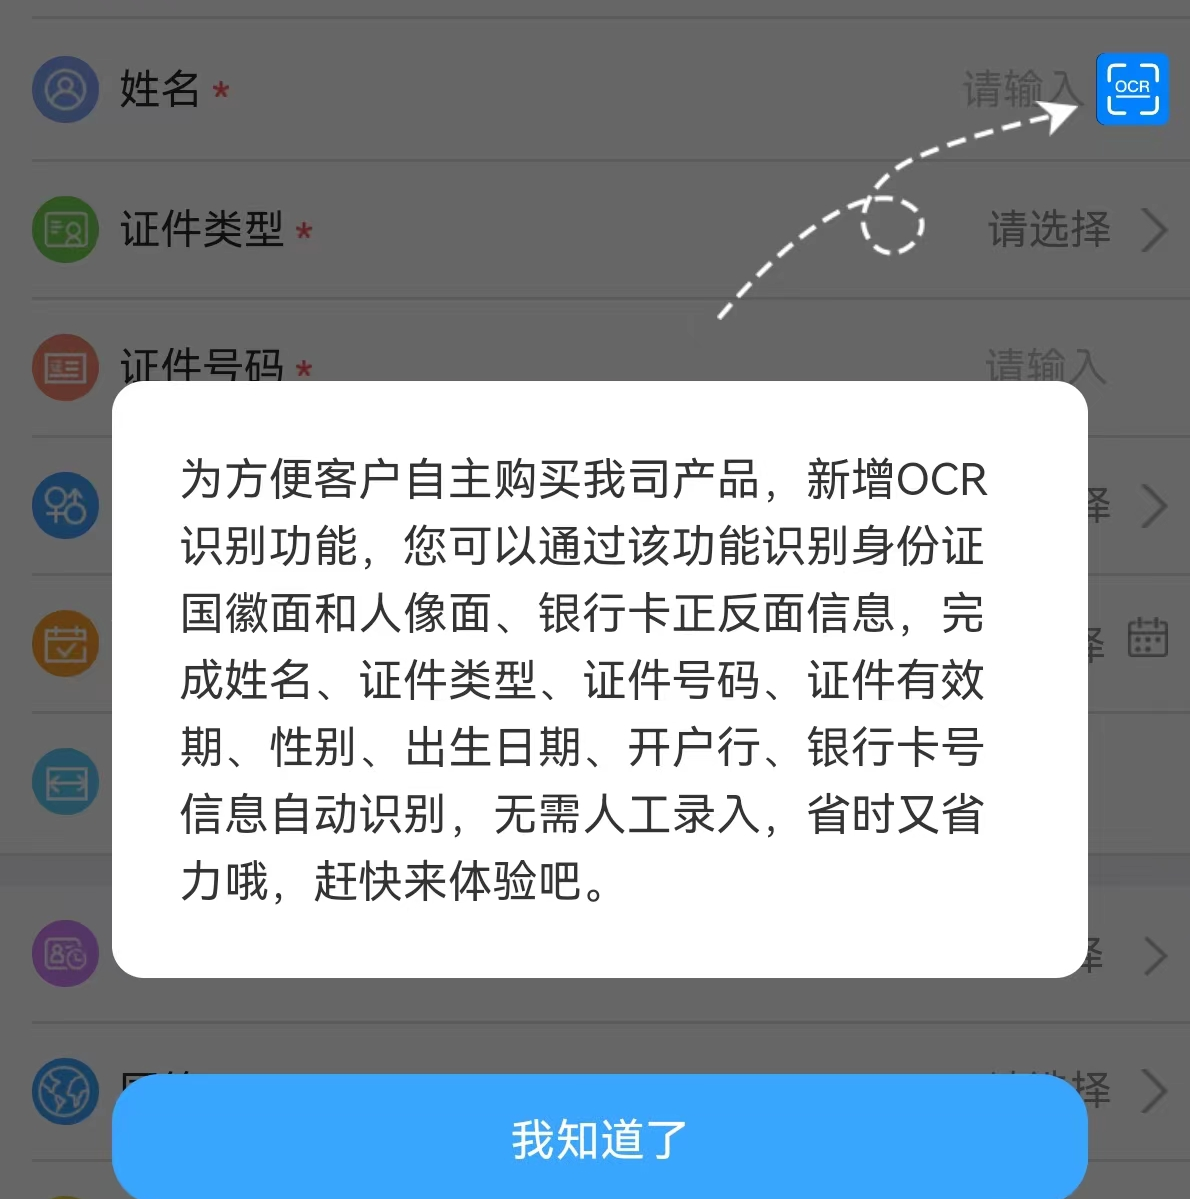 姓名 *
请输入
OCR
证件类型 *
请选择
证件号码 *
请输入
择
择
为方便客户自主购买我司产品，新增OCR
识别功能，您可以通过该功能识别身份证
国徽面和人像面、银行卡正反面信息，完
成姓名、证件类型、证件号码、证件有效
期、性别、出生日期、开户行、银行卡号
信息自动识别，无需人工录入，省时又省
力哦，赶快来体验吧。
择
择
我知道了